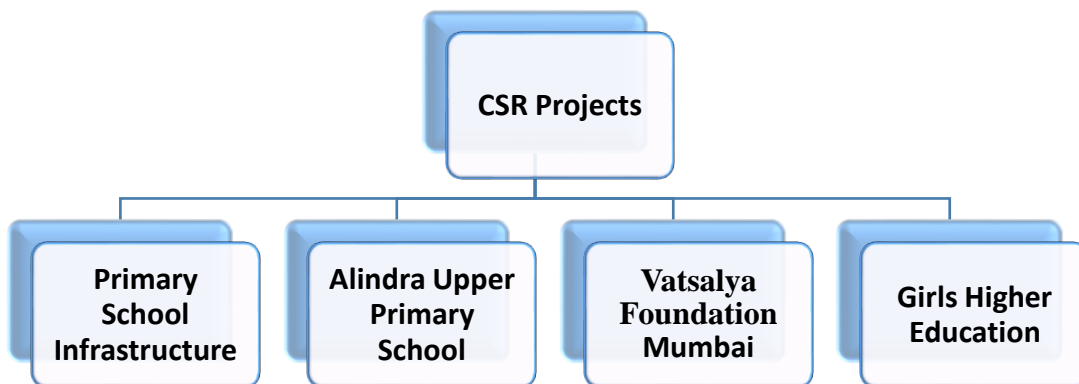 CSR Projects
Primary
School
Infrastructure
Alindra Upper
Primary
School
Vatsalya
Foundation
Mumbai
Girls Higher
Education